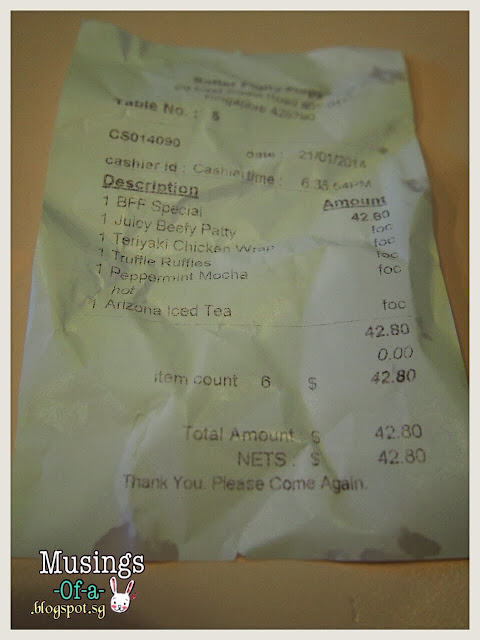 Table No. : 5
CS014090 date : 21/01/2014
cashier id : Cashier time : 6:38:54PM
Description Amount
1 BFF Special 42.80
1 Juicy Beefy Patty foc
1 Teriyaki Chicken Wrap foc
1 Truffle Ruffles foc
1 Peppermint Mocha foc
hot
1 Arizona Iced Tea foc
42.80
0.00
item count 6 $ 42.80
Total Amount : $ 42.80
NETS : $ 42.80
Thank You. Please Come Again.
Musings
-Of-a-
.blogspot.sg